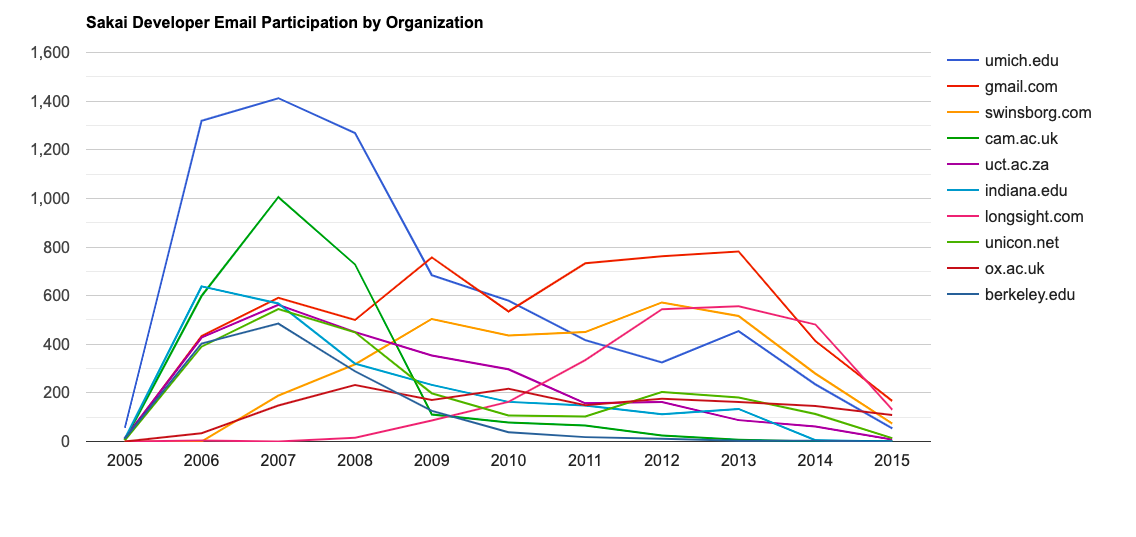 Sakai Developer Email Participation by Organization
1,600
1,400
1,200
1,000
800
600
400
200
0
2005 2006 2007 2008 2009 2010 2011 2012 2013 2014 2015
umich.edu
gmail.com
swinsborg.com
cam.ac.uk
uct.ac.za
indiana.edu
longsight.com
unicon.net
ox.ac.uk
berkeley.edu